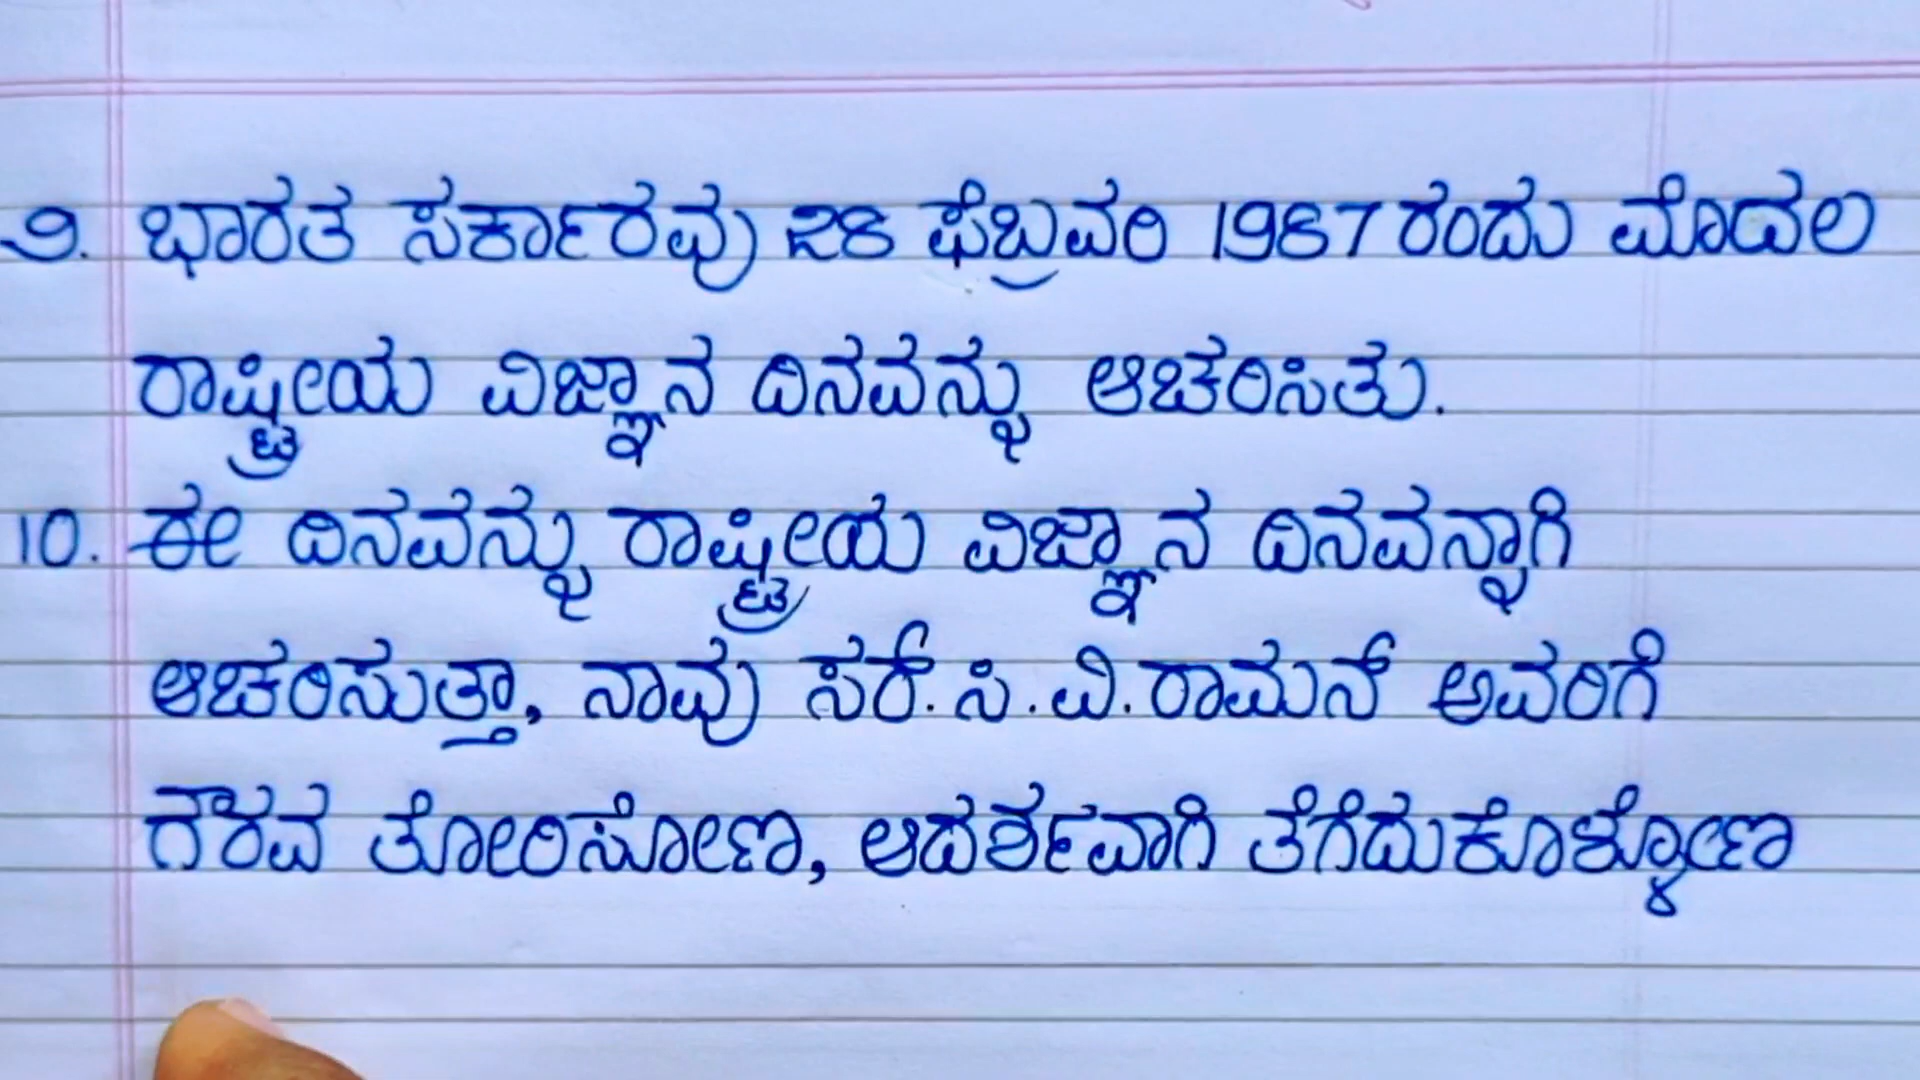 9. ಭಾರತ ಸರ್ಕಾರವು 28 ಫೆಬ್ರವರಿ 1987 ರಂದು ಮೊದಲ
ರಾಷ್ಟ್ರೀಯ ವಿಜ್ಞಾನ ದಿನವನ್ನು ಆಚರಿಸಿತು.
10. ಈ ದಿನವನ್ನು ರಾಷ್ಟ್ರೀಯ ವಿಜ್ಞಾನ ದಿನವನ್ನಾಗಿ
ಆಚರಿಸುತ್ತಾ, ನಾವು ಸರ್. ಸಿ. ವಿ. ರಾಮನ್ ಅವರಿಗೆ
ಗೌರವ ತೋರಿಸೋಣ, ಆದರ್ಶವಾಗಿ ತೆಗೆದುಕೊಳ್ಳೋಣ